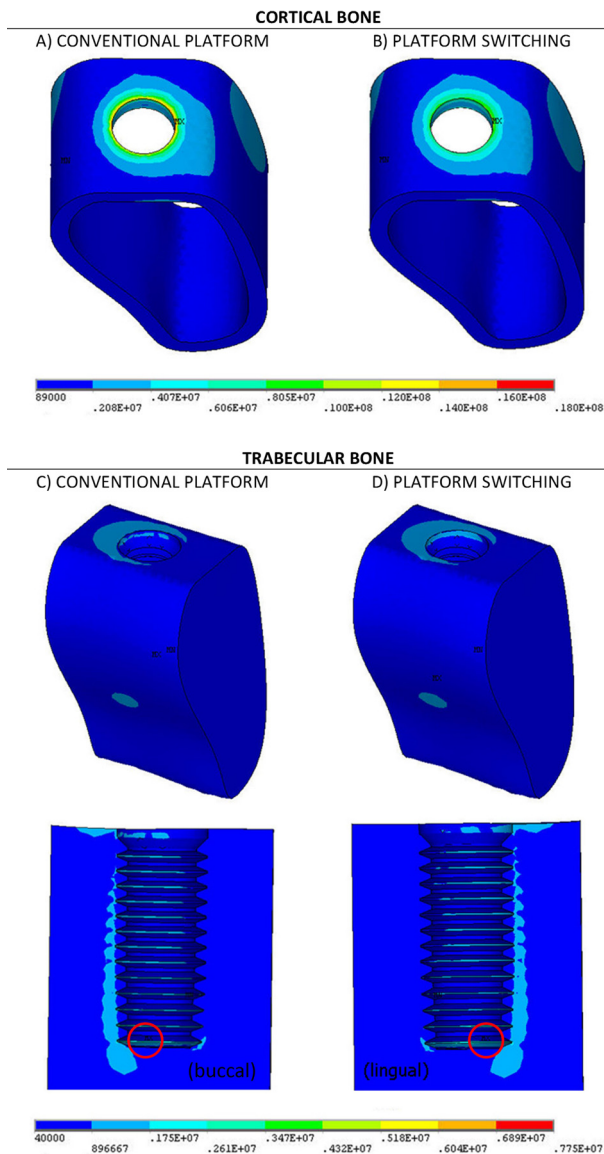 CORTICAL BONE
A) CONVENTIONAL PLATFORM
B) PLATFORM SWITCHING
MX
MX
89000 .208E+07 .407E+07 .606E+07 .805E+07 .100E+08 .120E+08 .140E+08 .160E+08 .180E+08
TRABECULAR BONE
C) CONVENTIONAL PLATFORM
D) PLATFORM SWITCHING
(buccal)
(lingual)
40000 896667 .175E+07 .261E+07 .347E+07 .432E+07 .518E+07 .604E+07 .689E+07 .775E+07